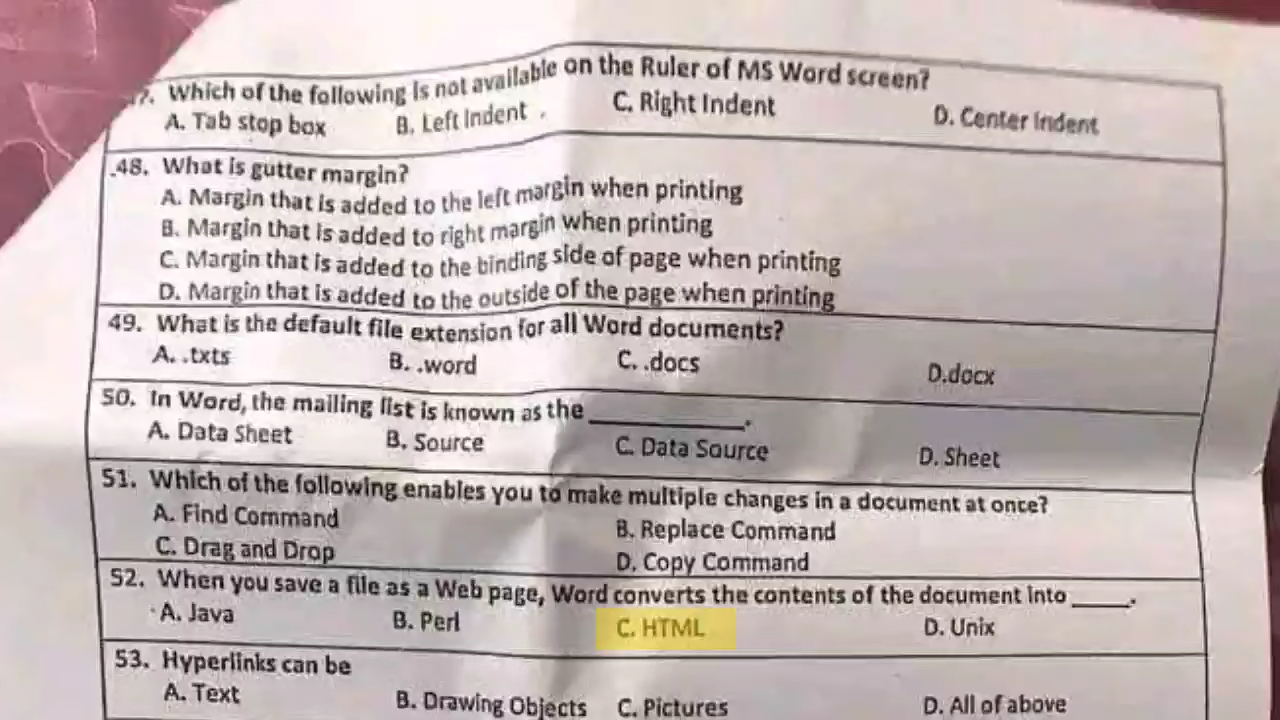 7. Which of the following is not available on the Ruler of MS Word screen?
A. Tab stop box B. Left Indent . C. Right Indent D. Center Indent
48. What is gutter margin?
A. Margin that is added to the left margin when printing
B. Margin that is added to right margin when printing
C. Margin that is added to the binding side of page when printing
D. Margin that is added to the outside of the page when printing
49. What is the default file extension for all Word documents?
A. .txts B. .word C. .docs D.docx
50. In Word, the mailing list is known as the ____________.
A. Data Sheet B. Source C. Data Source D. Sheet
51. Which of the following enables you to make multiple changes in a document at once?
A. Find Command B. Replace Command
C. Drag and Drop D. Copy Command
52. When you save a file as a Web page, Word converts the contents of the document into _____.
A. Java B. Perl C. HTML D. Unix
53. Hyperlinks can be
A. Text B. Drawing Objects C. Pictures D. All of above